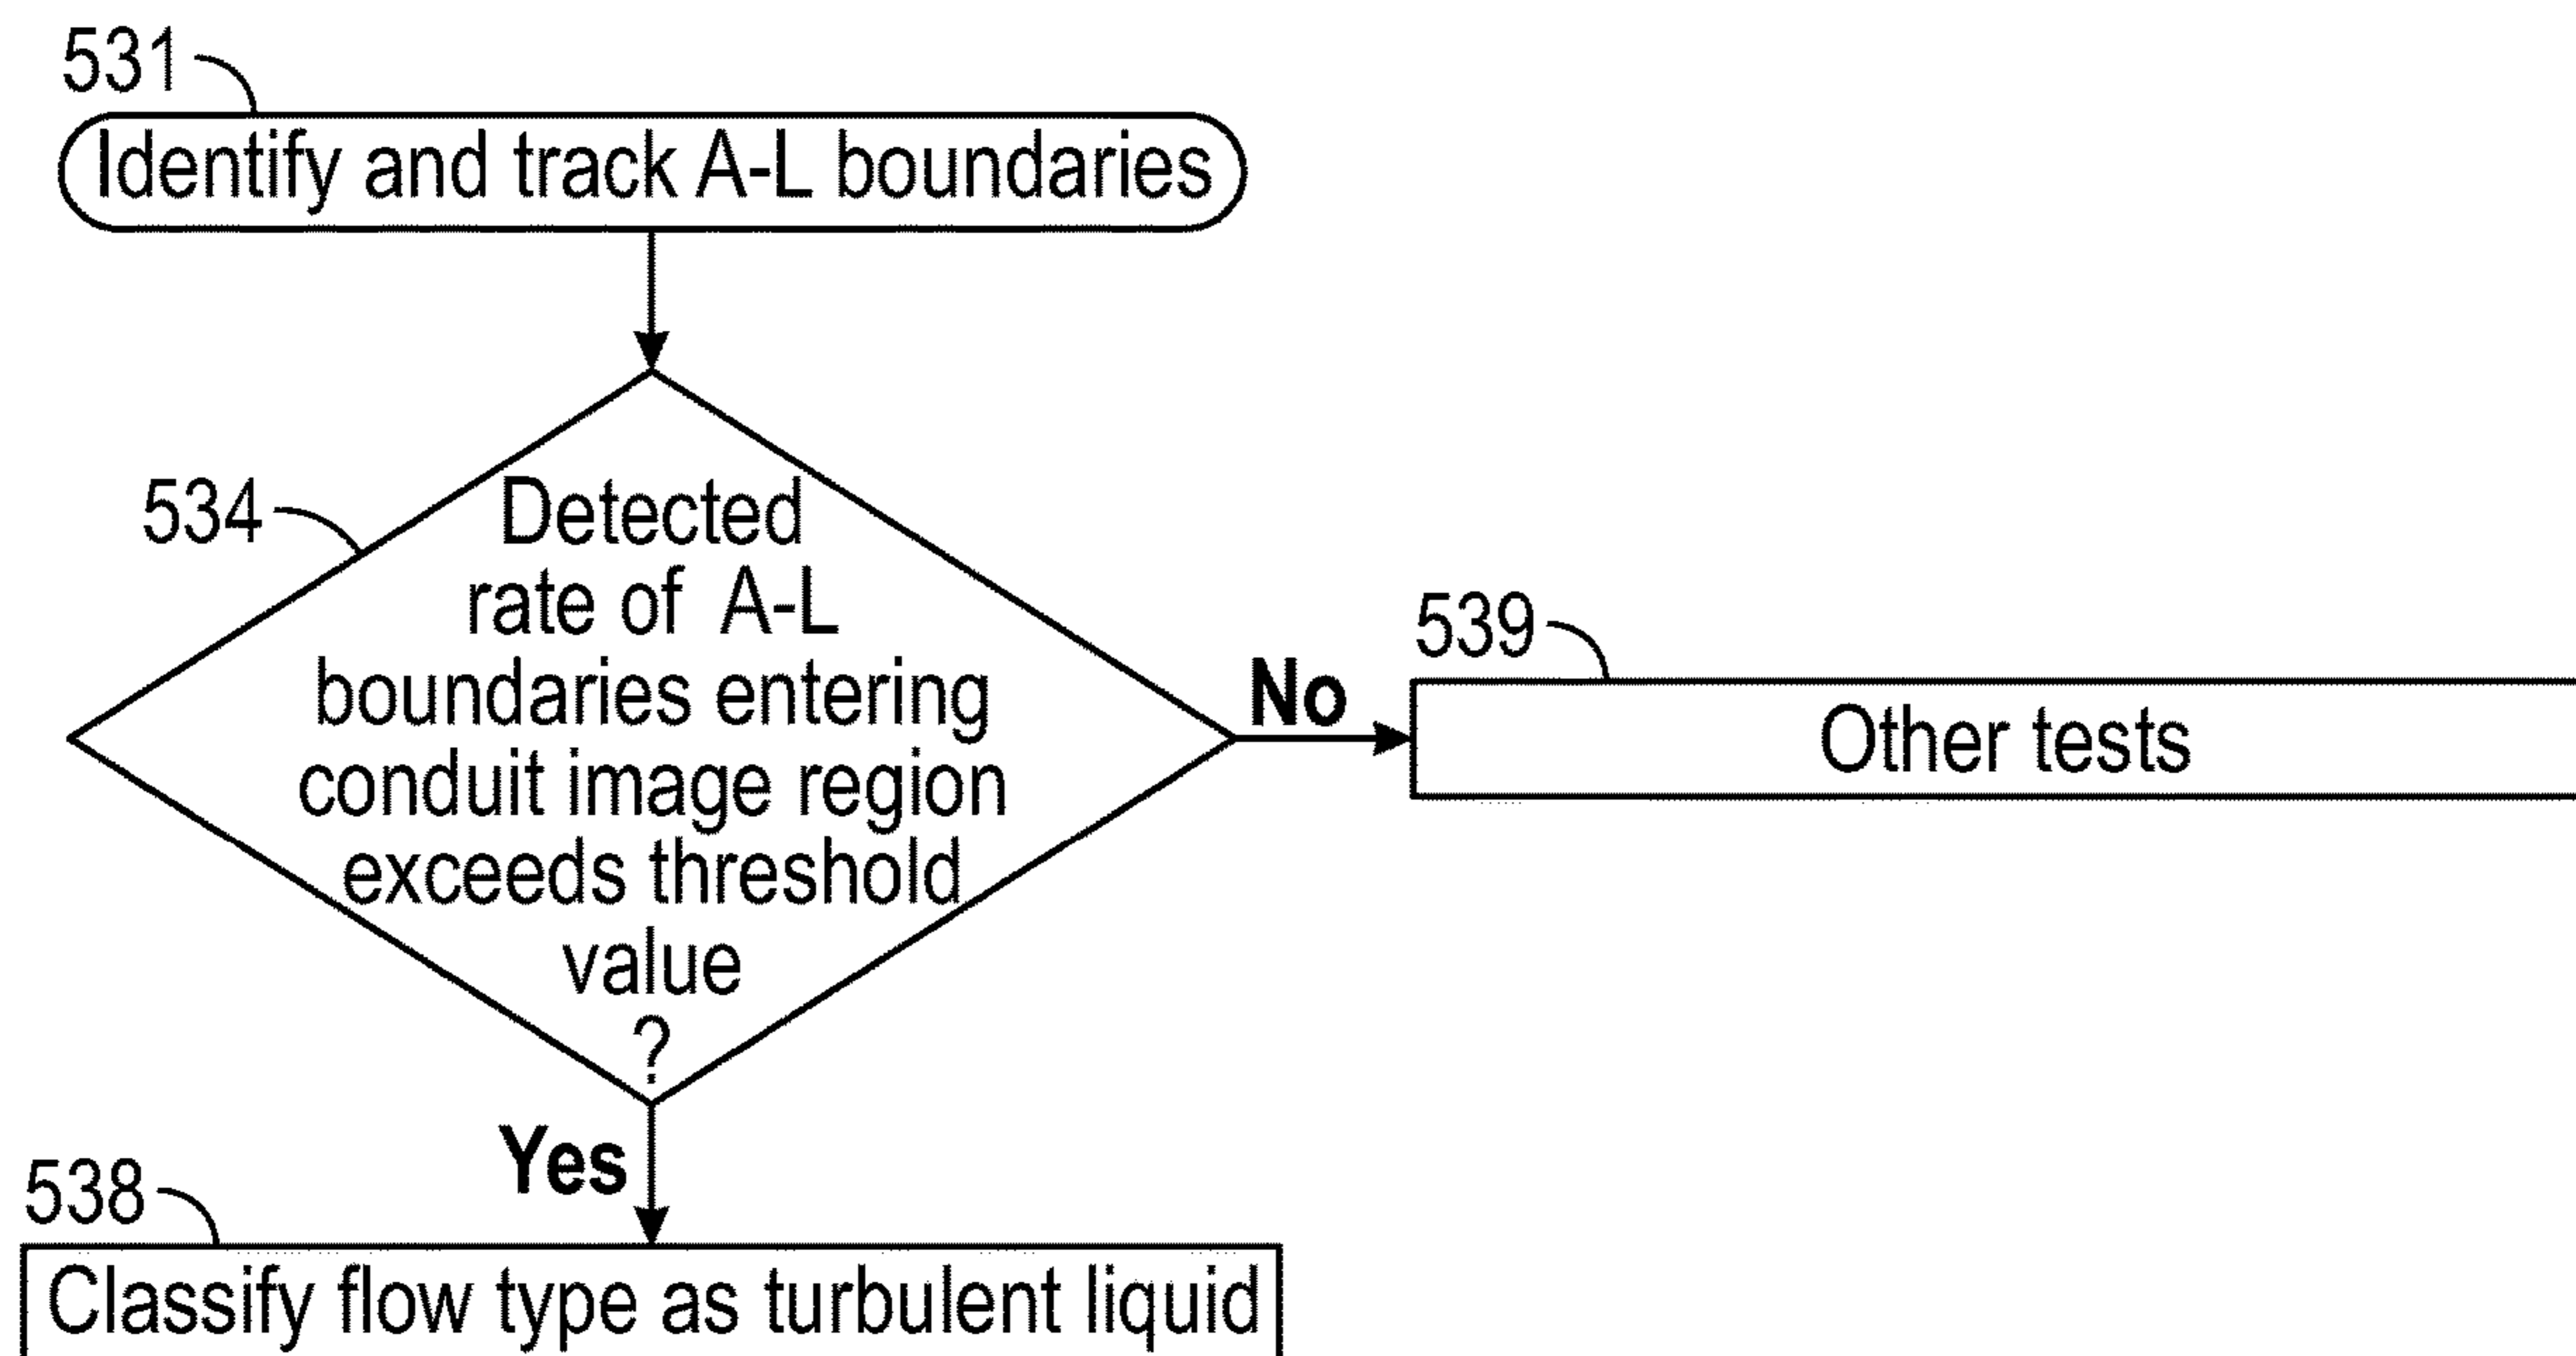 531
Identify and track A-L boundaries
534
Detected
rate of A-L
boundaries entering
conduit image region
exceeds threshold
value
?
No
539
Other tests
Yes
538
Classify flow type as turbulent liquid